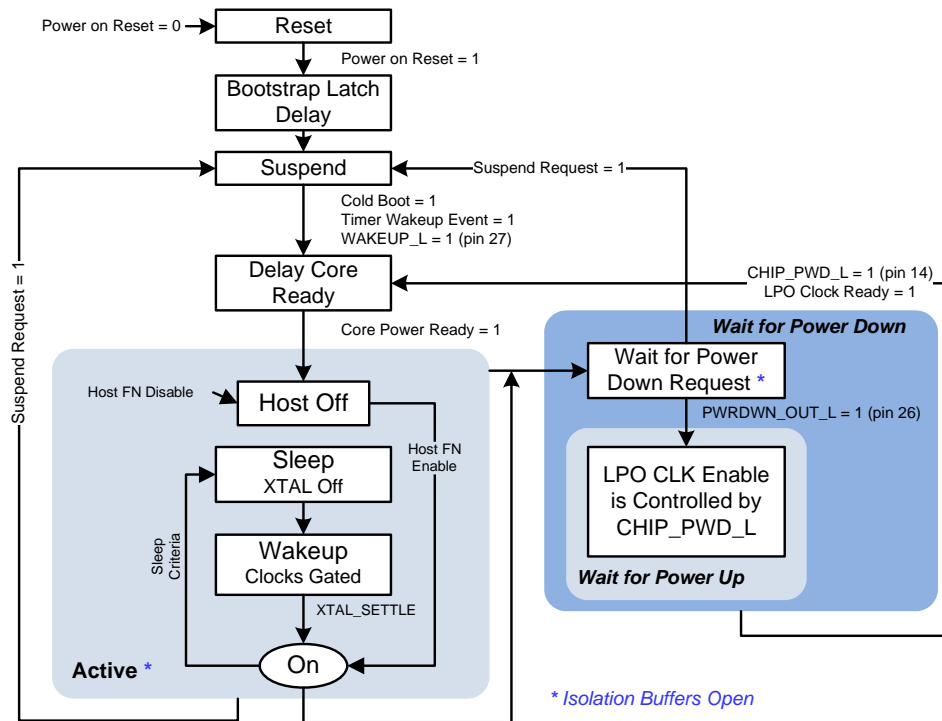 Power on Reset = 0
Reset
Power on Reset = 1
Bootstrap Latch
Delay
Suspend
Suspend Request = 1
Cold Boot = 1
Timer Wakeup Event = 1
WAKEUP_L = 1 (pin 27)
Delay Core
Ready
CHIP_PWD_L = 1 (pin 14)
LPO Clock Ready = 1
Suspend Request = 1
Core Power Ready = 1
Wait for Power Down
Wait for Power
Down Request *
Host FN Disable
Host Off
PWRDWN_OUT_L = 1 (pin 26)
Host FN
Enable
Sleep
XTAL Off
LPO CLK Enable
is Controlled by
CHIP_PWD_L
Wakeup
Clocks Gated
Sleep
Criteria
Wait for Power Up
XTAL_SETTLE
On
Active *
* Isolation Buffers Open